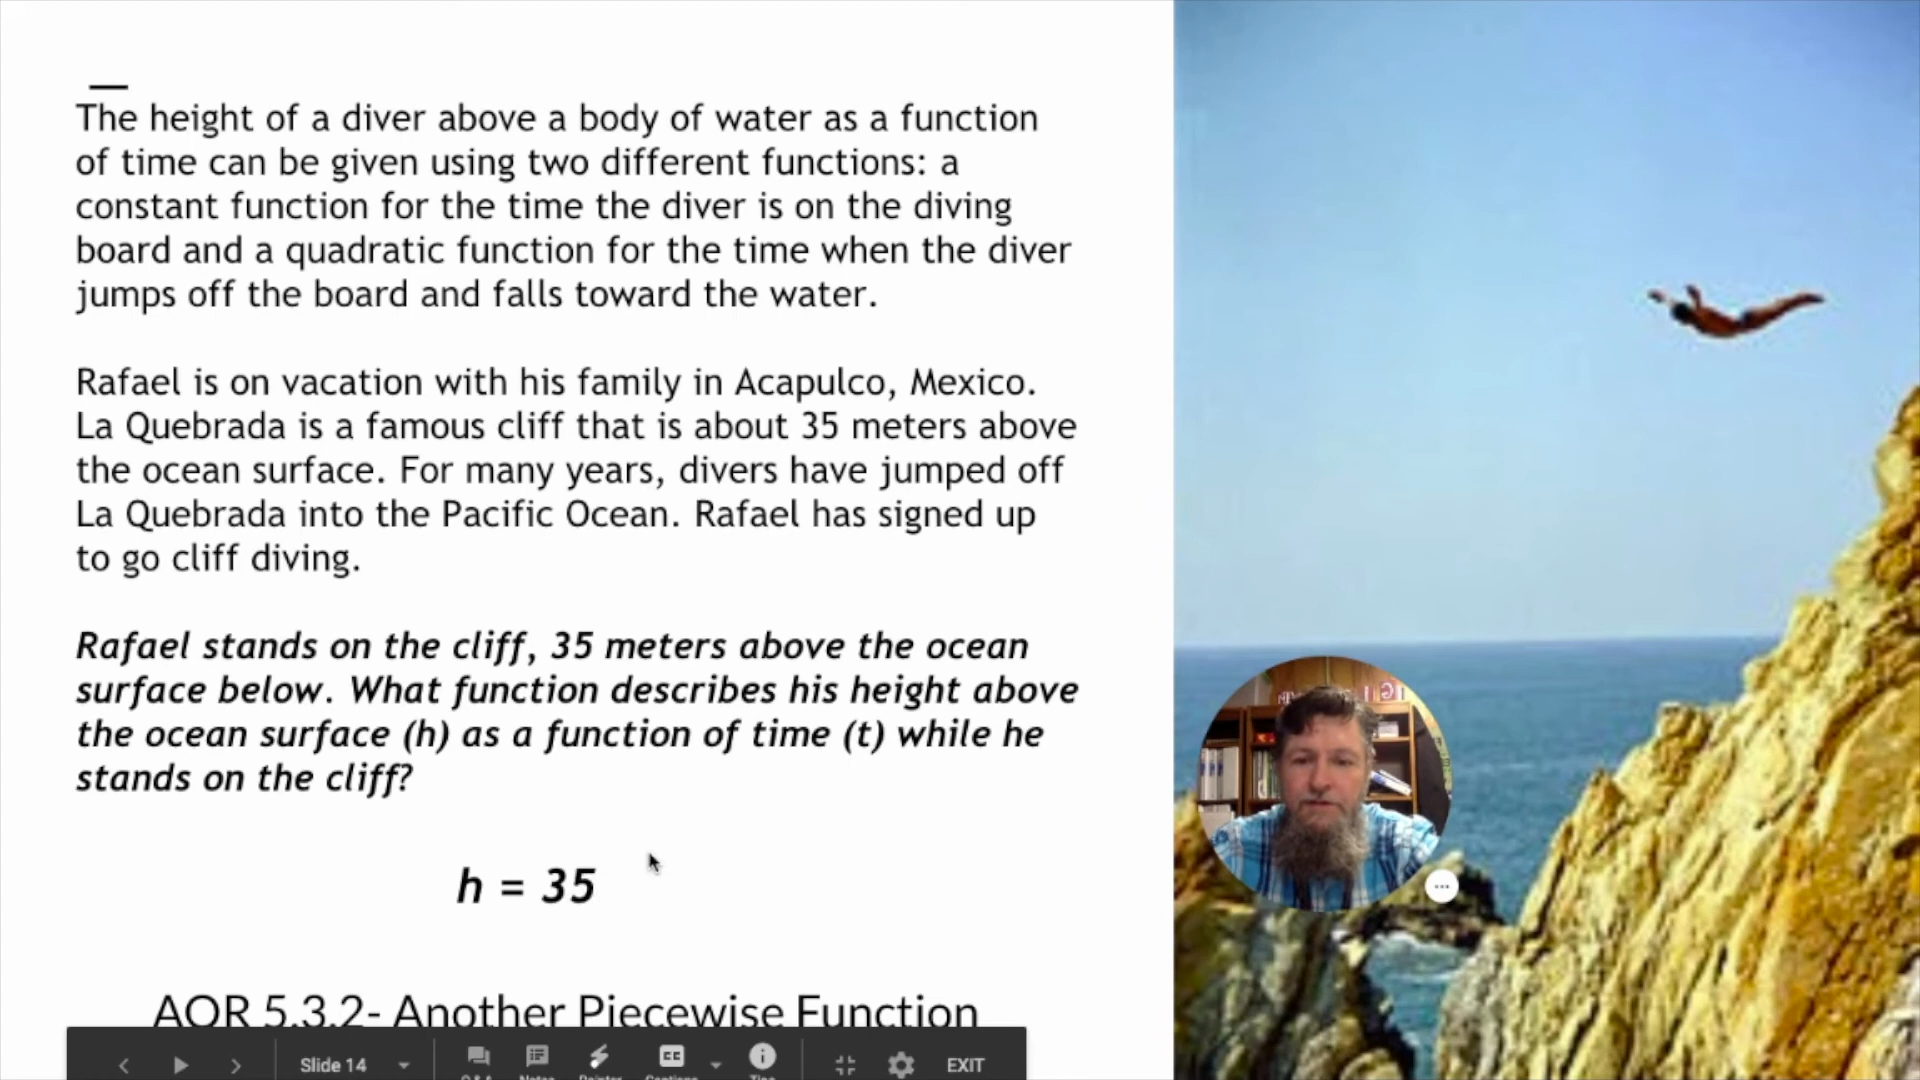 The height of a diver above a body of water as a function
of time can be given using two different functions: a
constant function for the time the diver is on the diving
board and a quadratic function for the time when the diver
jumps off the board and falls toward the water.
Rafael is on vacation with his family in Acapulco, Mexico.
La Quebrada is a famous cliff that is about 35 meters above
the ocean surface. For many years, divers have jumped off
La Quebrada into the Pacific Ocean. Rafael has signed up
to go cliff diving.
Rafael stands on the cliff, 35 meters above the ocean
surface below. What function describes his height above
the ocean surface (h) as a function of time (t) while he
stands on the cliff?
h = 35
AQR 5.3.2- Another Piecewise Function
Slide 14
CC
EXIT
Q&A Notes Pointer Captions Tips